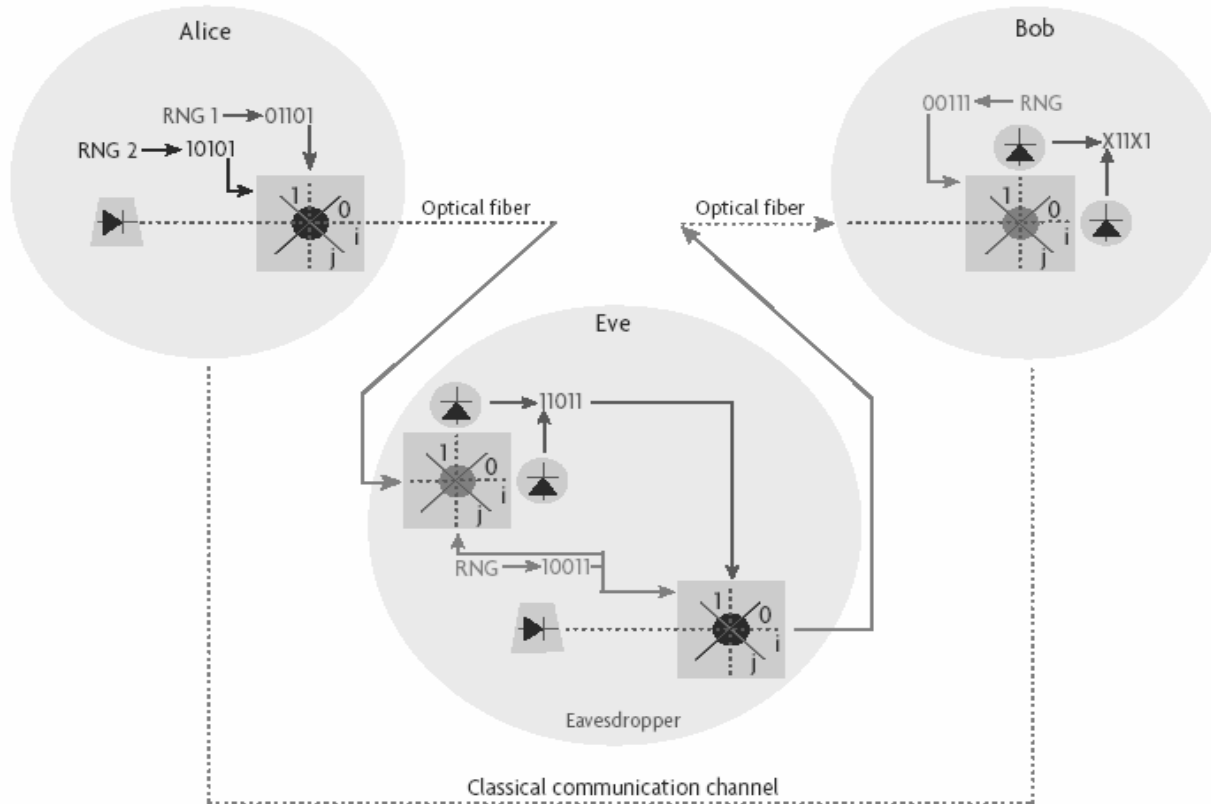 Alice
RNG 1 01101
RNG 2 10101
1 0
i
j
Optical fiber
Optical fiber
Bob
00111 RNG
X11X1
1 0
i
j
Eve
11011
1 0
i
j
RNG 10011
1 0
i
j
Eavesdropper
Classical communication channel